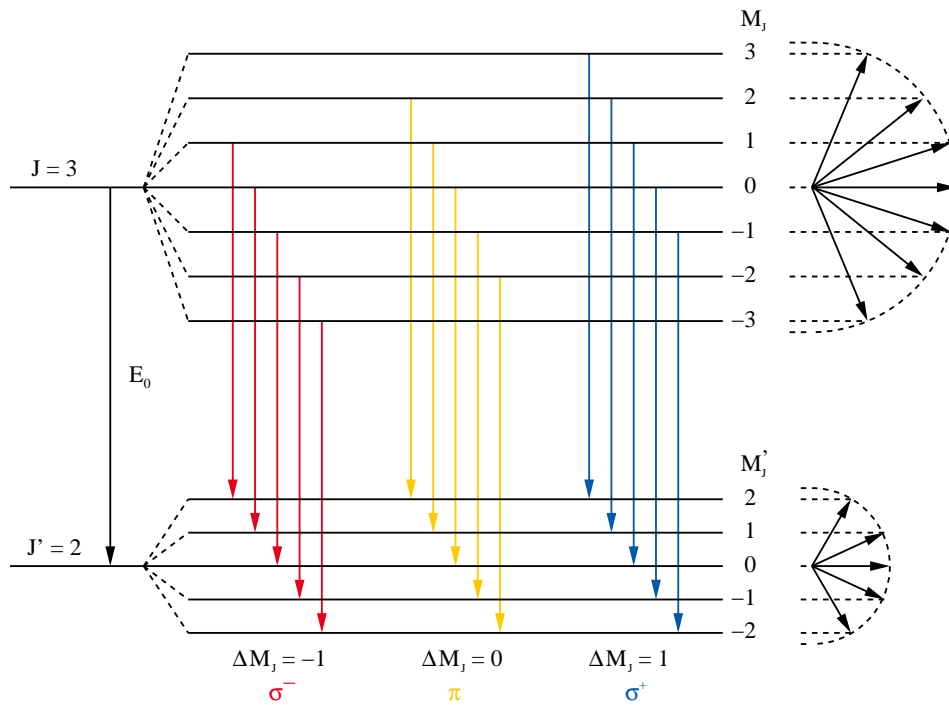 M_J
3
2
1
J = 3
0
–1
–2
–3
E_0
M_J'
2
1
J' = 2
0
–1
–2
ΔM_J = –1 ΔM_J = 0 ΔM_J = 1
σ⁻ π σ⁺